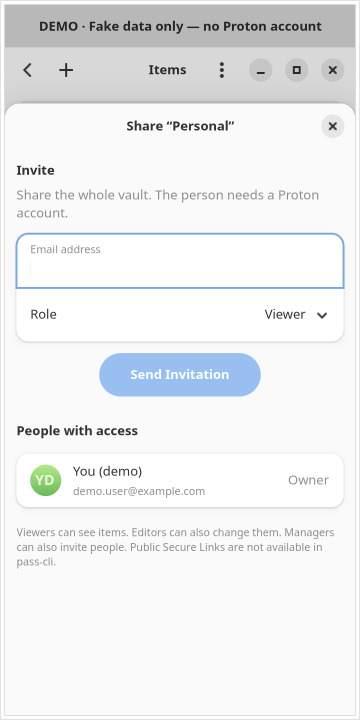 DEMO · Fake data only — no Proton account
Items
Share “Personal”
Invite
Share the whole vault. The person needs a Proton
account.
Email address
Role
Viewer
Send Invitation
People with access
YD
You (demo)
demo.user@example.com
Owner
Viewers can see items. Editors can also change them. Managers
can also invite people. Public Secure Links are not available in
pass-cli.